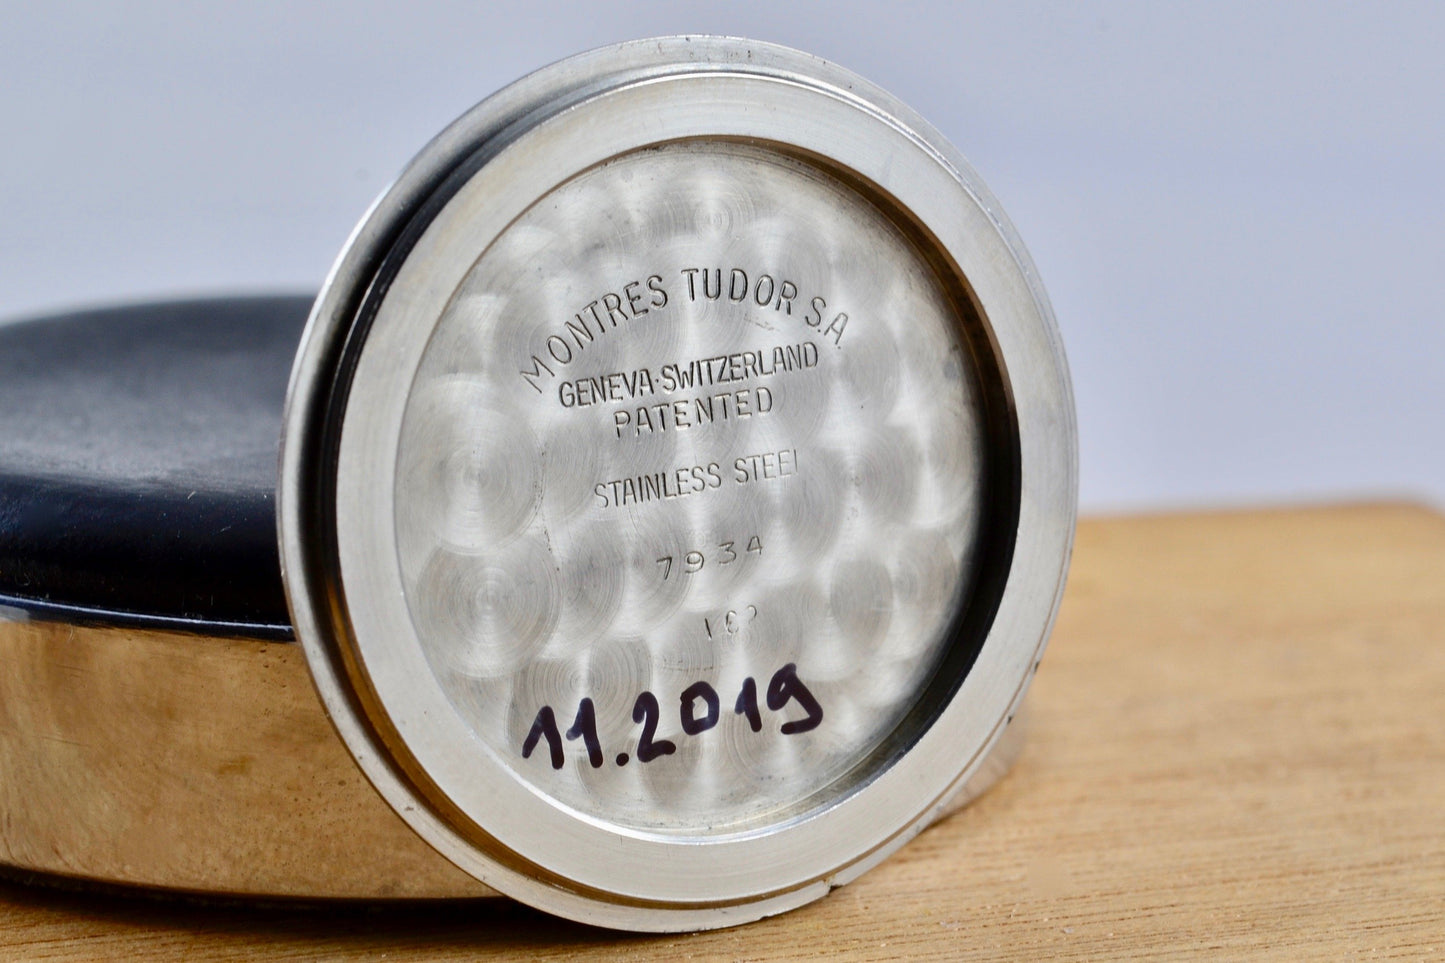 MONTRES TUDOR S.A.
GENEVA·SWITZERLAND
PATENTED
STAINLESS STEEL
7934
11.2019